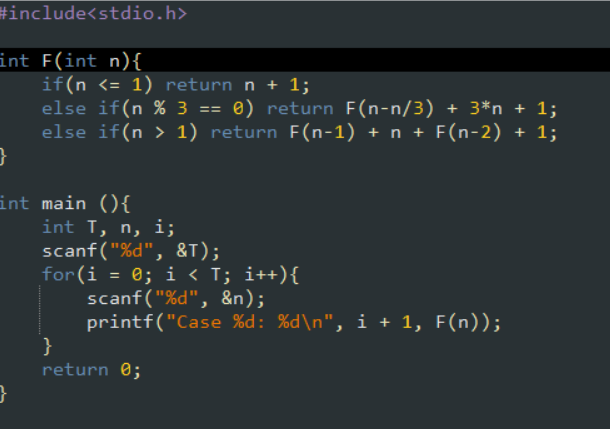 #include<stdio.h>
int F(int n){
    if(n <= 1) return n + 1;
    else if(n % 3 == 0) return F(n-n/3) + 3*n + 1;
    else if(n > 1) return F(n-1) + n + F(n-2) + 1;
}
int main (){
    int T, n, i;
    scanf("%d", &T);
    for(i = 0; i < T; i++){
        scanf("%d", &n);
        printf("Case %d: %d\n", i + 1, F(n));
    }
    return 0;
}